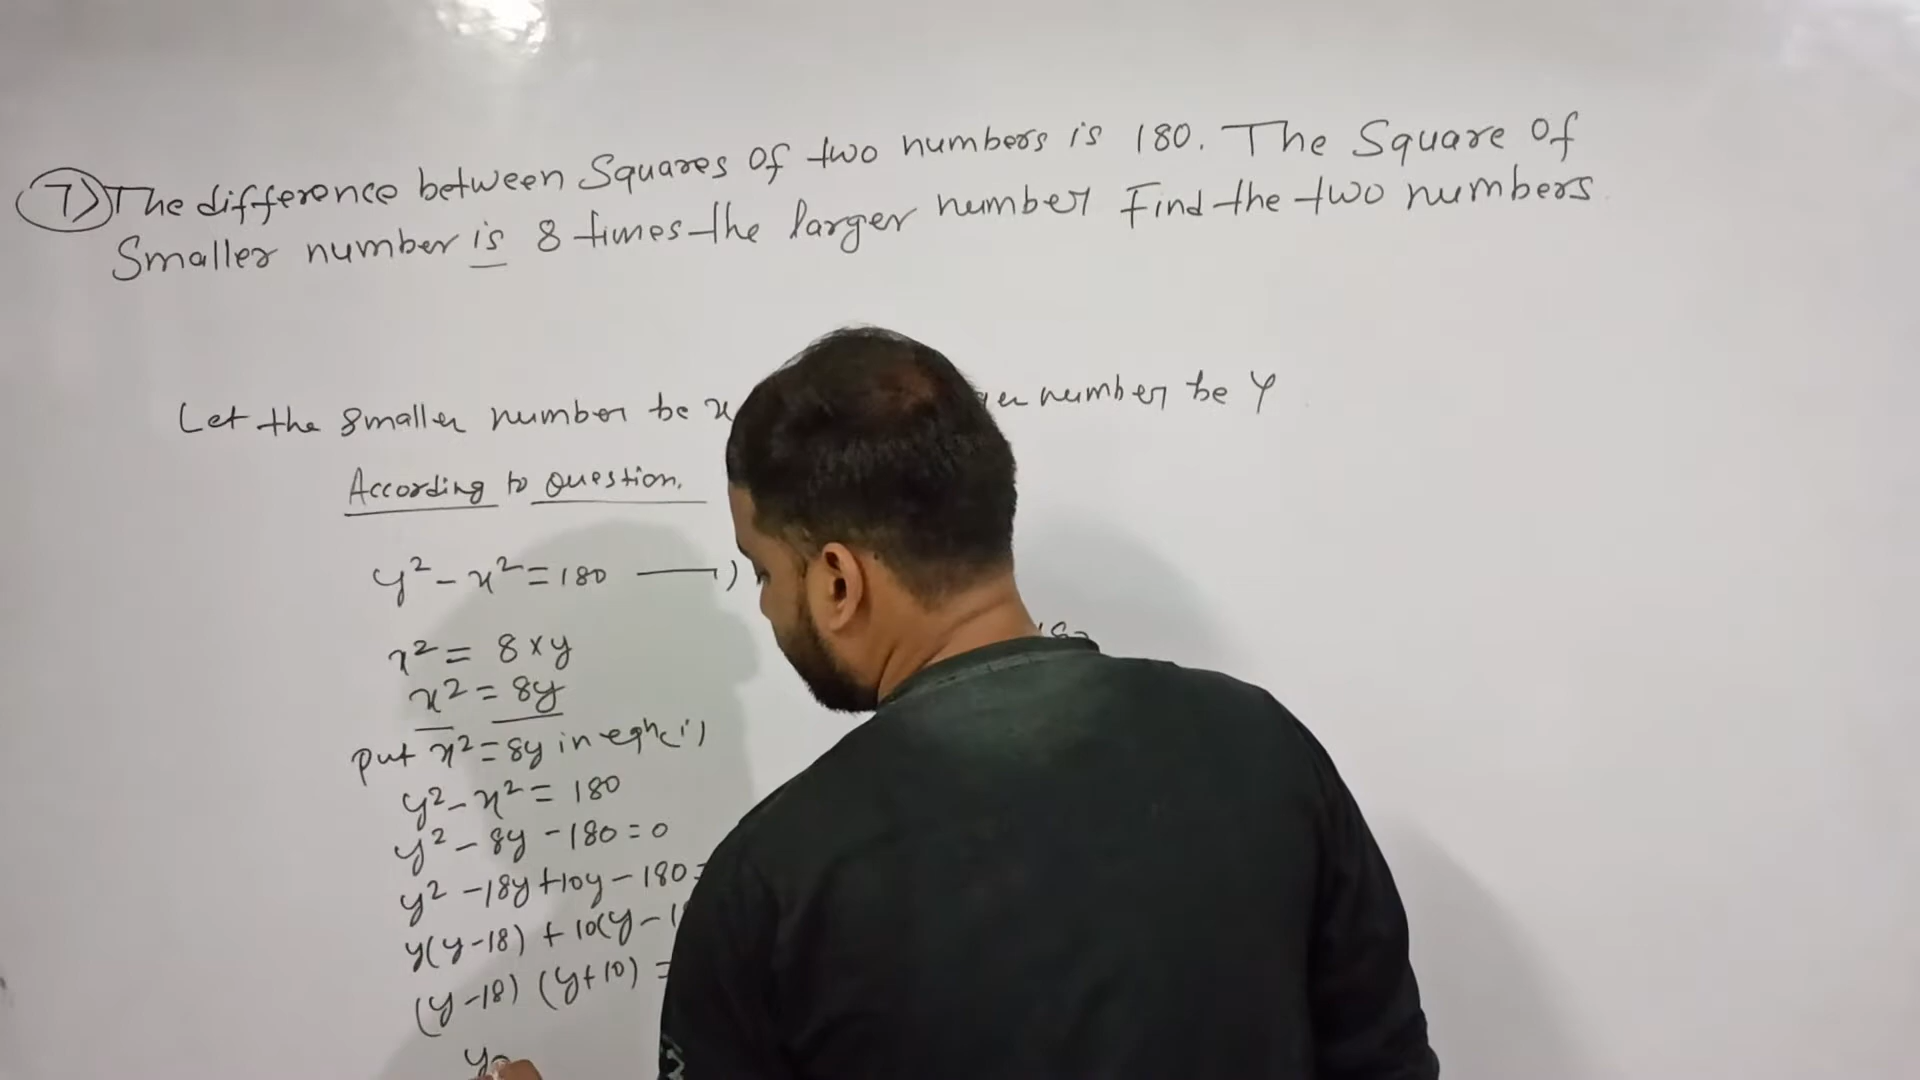 7) The difference between Squares of two numbers is 180. The Square of
Smaller number is 8 times the larger number Find the two numbers.
Let the smaller number be x number be y
According to question.
y² - x² = 180
x² = 8 × y
x² = 8y
put x² = 8y in eqn (i)
y² - x² = 180
y² - 8y - 180 = 0
y² - 18y + 10y - 180 =
y(y-18) + 10(y-
(y-18) (y+10) =
y